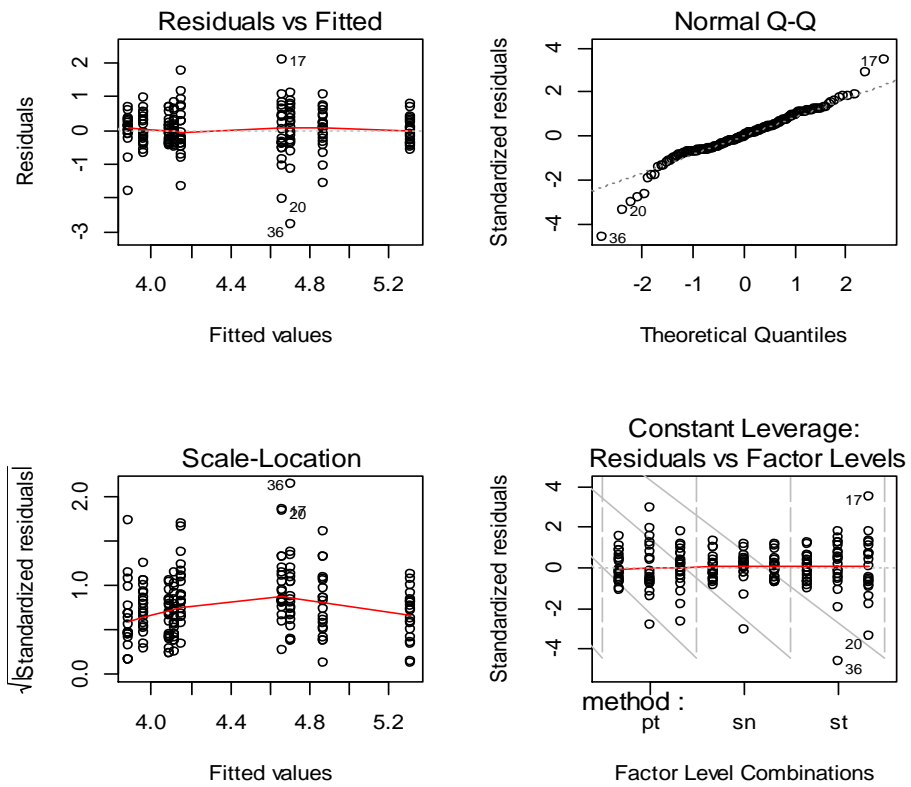 Residuals vs Fitted
Residuals
2
1
0
-1
-3
17
20
36
4.0
4.4
4.8
5.2
Fitted values
Normal Q-Q
Standardized residuals
4
2
0
-2
-4
17
20
36
-2
-1
0
1
2
Theoretical Quantiles
Scale-Location
√|Standardized residuals|
2.0
1.0
0.0
36
17
20
4.0
4.4
4.8
5.2
Fitted values
Constant Leverage:
Residuals vs Factor Levels
Standardized residuals
4
2
0
-2
-4
17
20
36
method :
pt
sn
st
Factor Level Combinations